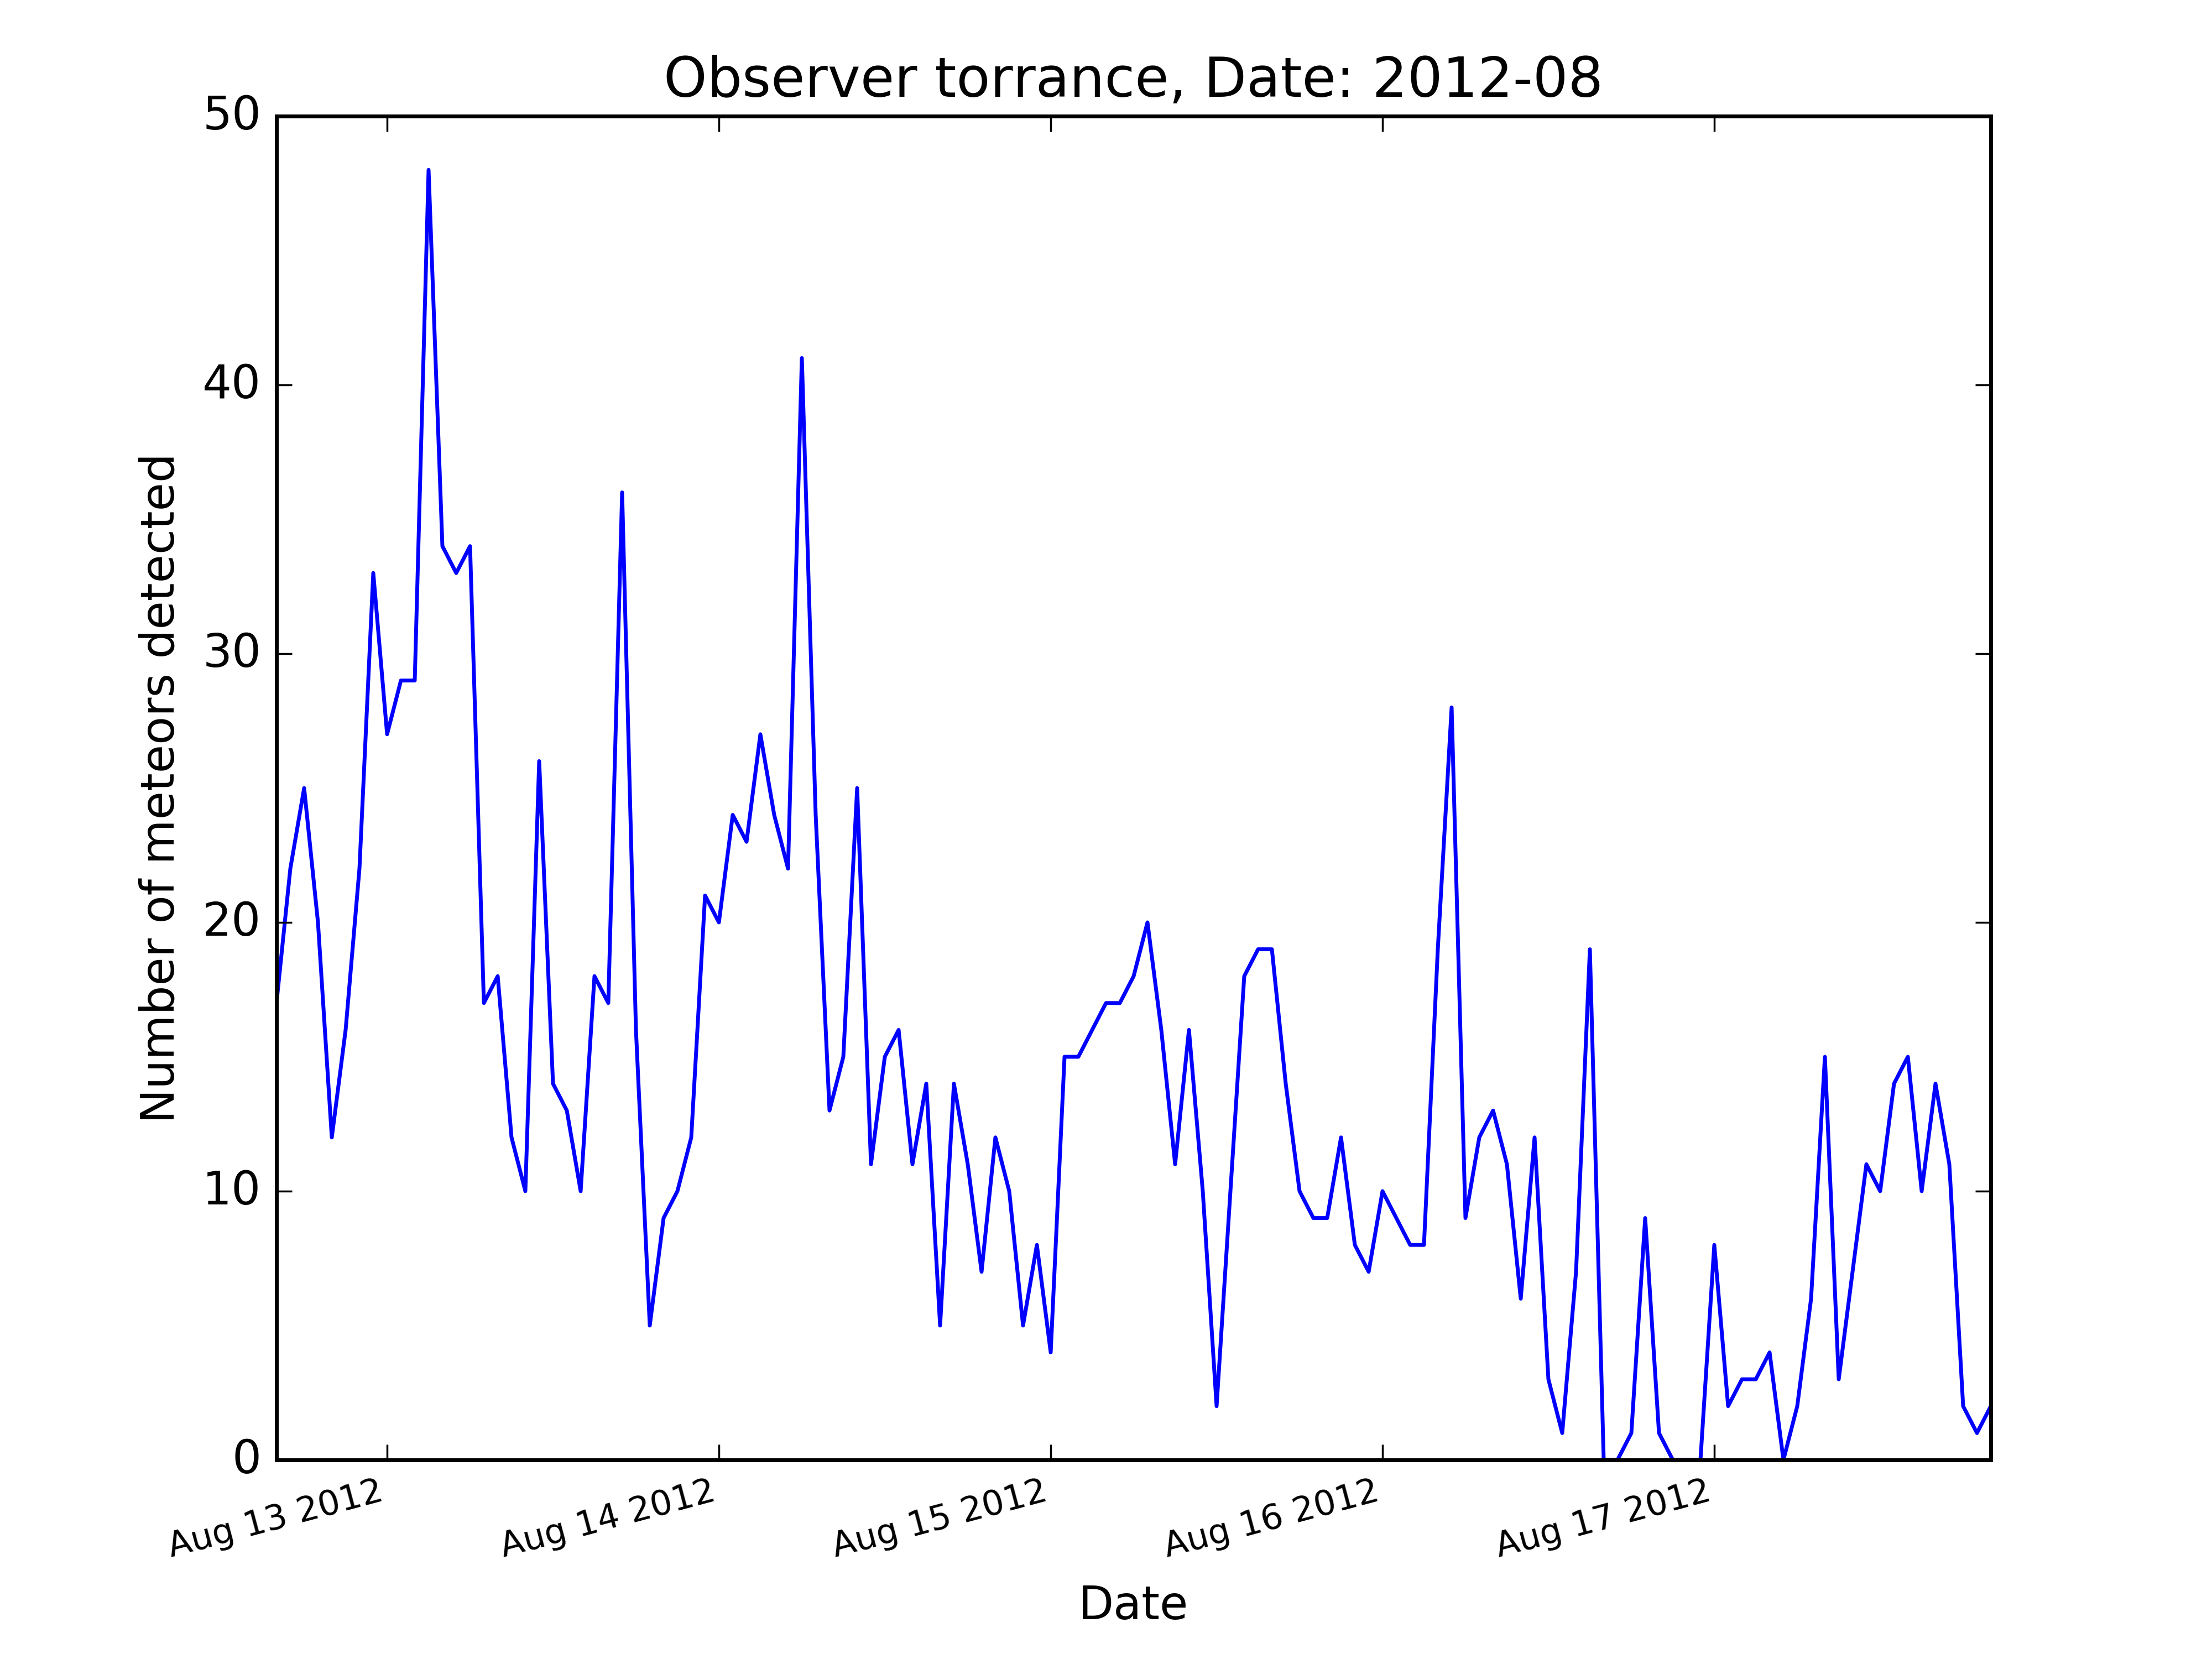 Observer torrance, Date: 2012-08
50
40
30
20
10
0
Number of meteors detected
Aug 13 2012
Aug 14 2012
Aug 15 2012
Aug 16 2012
Aug 17 2012
Date